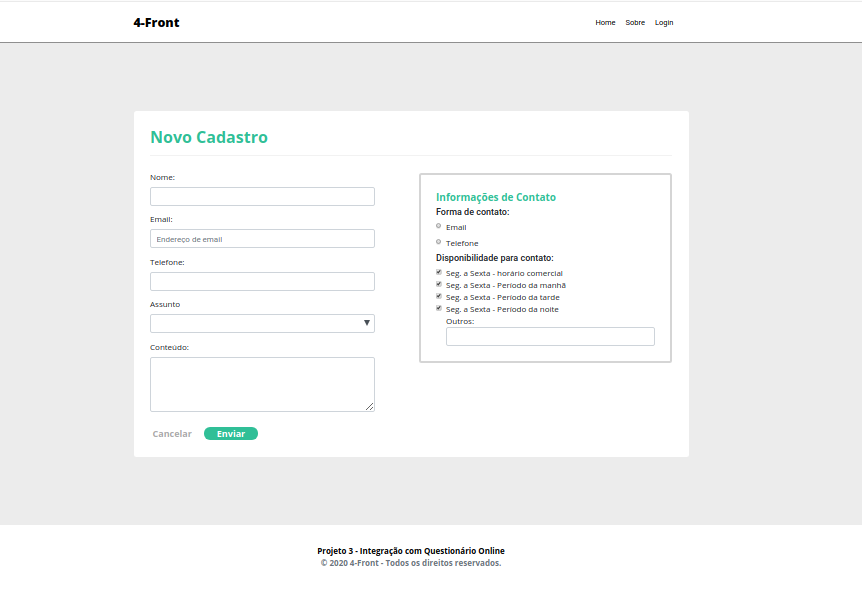 4-Front
Home Sobre Login
Novo Cadastro
Nome:
Email:
Endereço de email
Telefone:
Assunto
Conteúdo:
Cancelar Enviar
Informações de Contato
Forma de contato:
Email
Telefone
Disponibilidade para contato:
Seg. a Sexta - horário comercial
Seg. a Sexta - Período da manhã
Seg. a Sexta - Período da tarde
Seg. a Sexta - Período da noite
Outros:
Projeto 3 - Integração com Questionário Online
© 2020 4-Front - Todos os direitos reservados.